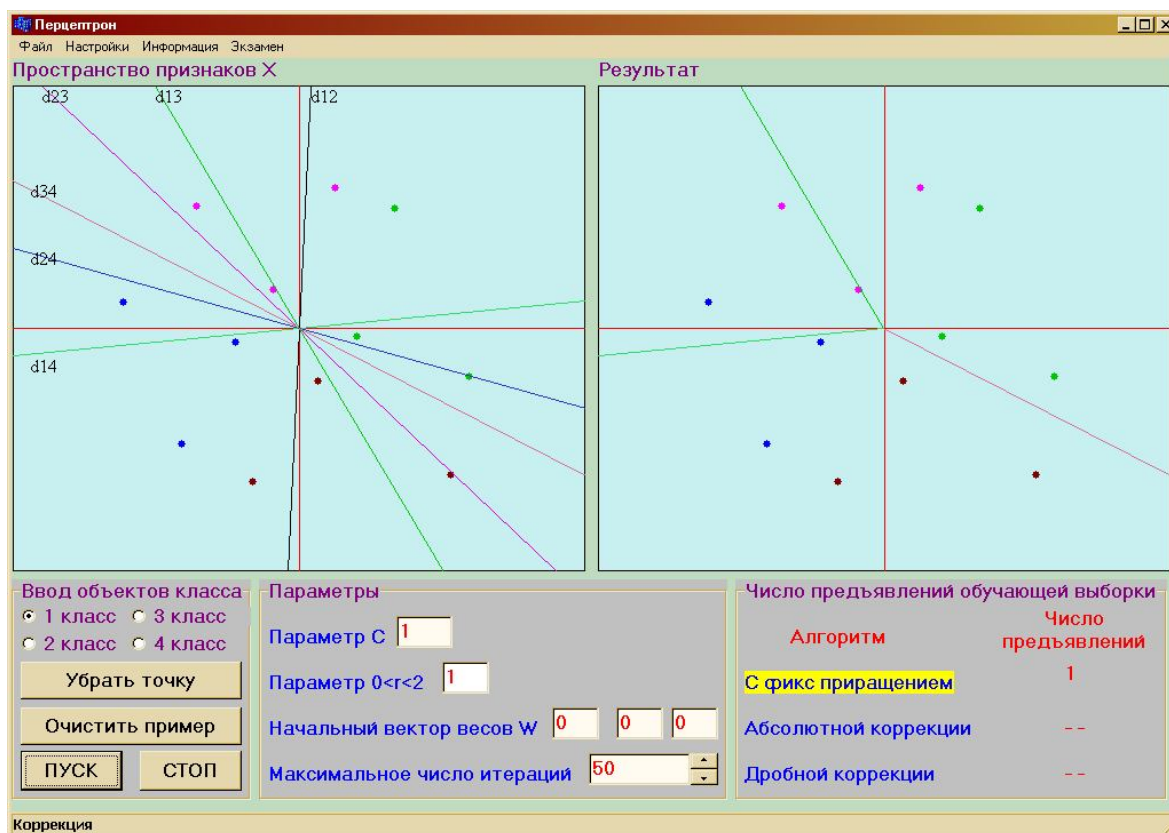 Перцептрон
Файл Настройки Информация Экзамен
Пространство признаков X
Результат
d23
d13
d12
d34
d24
d14
Ввод объектов класса
1 класс 3 класс
2 класс 4 класс
Убрать точку
Очистить пример
ПУСК СТОП
Параметры
Параметр C 1
Параметр 0<r<2 1
Начальный вектор весов W 0 0 0
Максимальное число итераций 50
Число предъявлений обучающей выборки
Алгоритм
Число
предъявлений
С фикс приращением 1
Абсолютной коррекции --
Дробной коррекции --
Коррекция